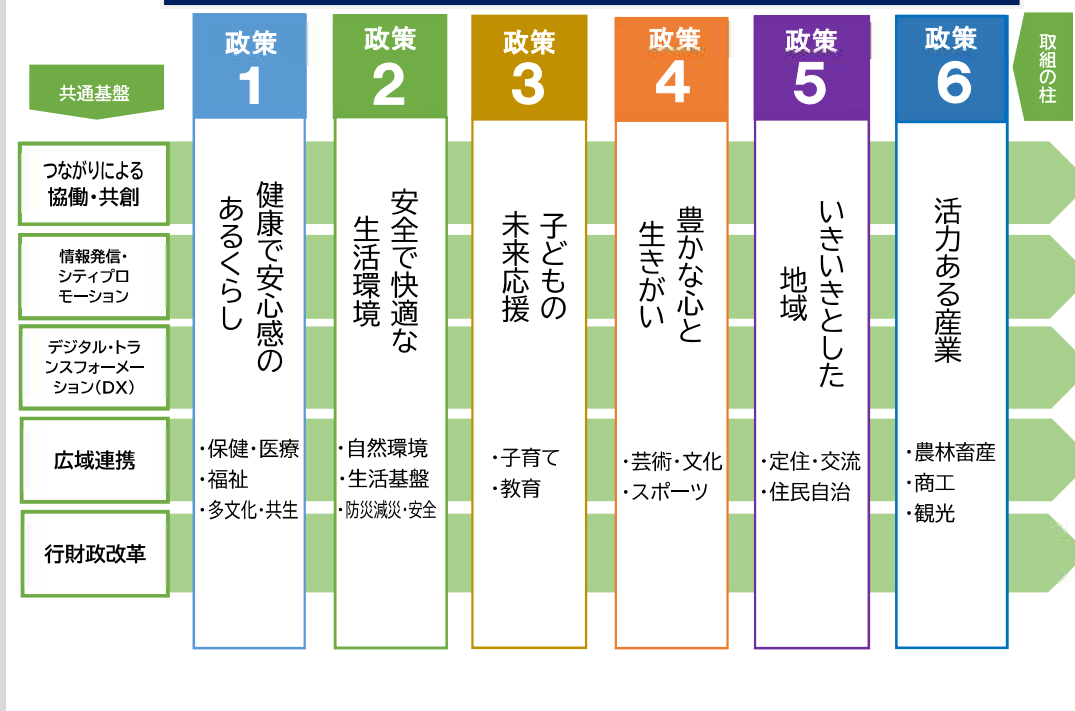 共通基盤
政策
1
政策
2
政策
3
政策
4
政策
5
政策
6
取組の柱
つながりによる
協働・共創
情報発信・
シティプロ
モーション
デジタル・トラ
ンスフォーメー
ション(DX)
広域連携
行財政改革
健康で安心感の
あるくらし
・保健・医療
・福祉
・多文化・共生
安全で快適な
生活環境
・自然環境
・生活基盤
・防災減災・安全
子どもの
未来応援
・子育て
・教育
豊かな心と
生きがい
・芸術・文化
・スポーツ
いきいきとした
地域
・定住・交流
・住民自治
活力ある産業
・農林畜産
・商工
・観光